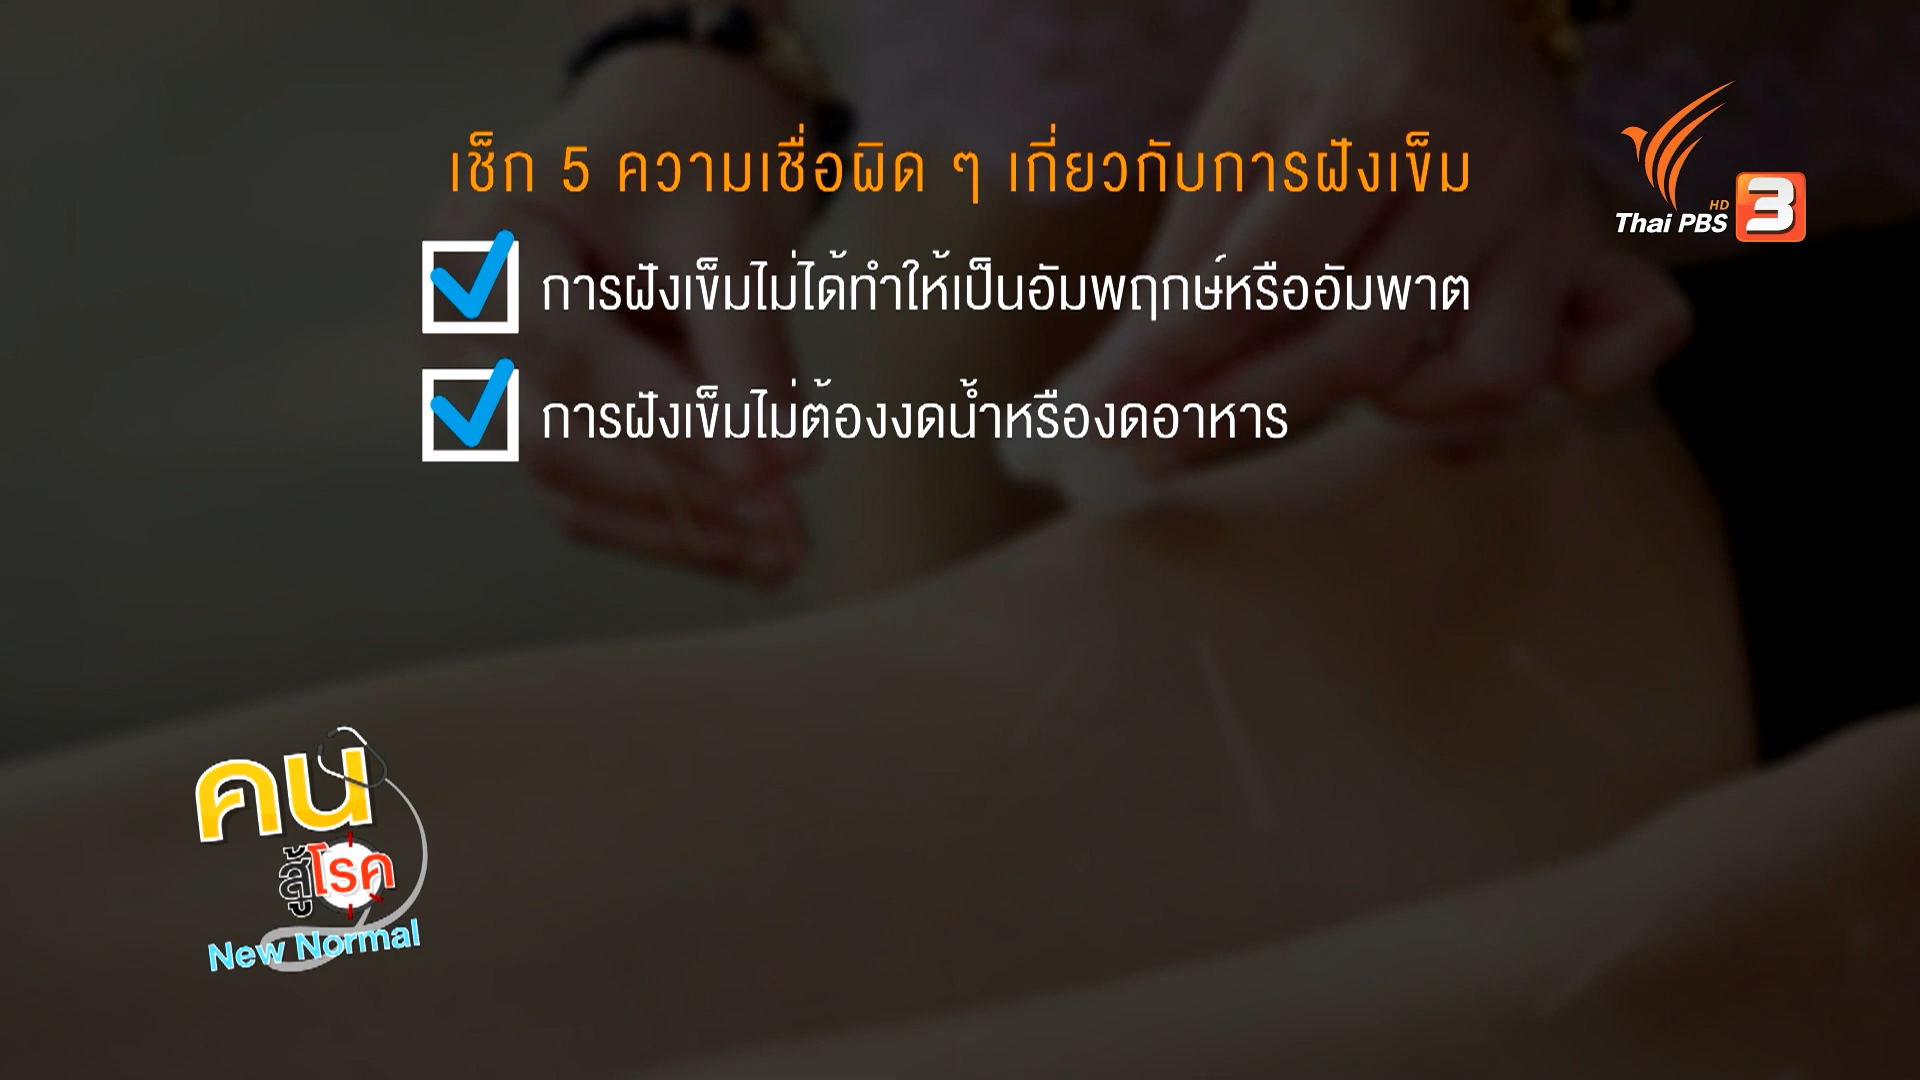 เช็ก 5 ความเชื่อผิด ๆ เกี่ยวกับการฝังเข็ม
HD
Thai PBS 3
การฝังเข็มไม่ได้ทำให้เป็นอัมพฤกษ์หรืออัมพาต
การฝังเข็มไม่ต้องงดน้ำหรืองดอาหาร
คน
สู้โรค
New Normal